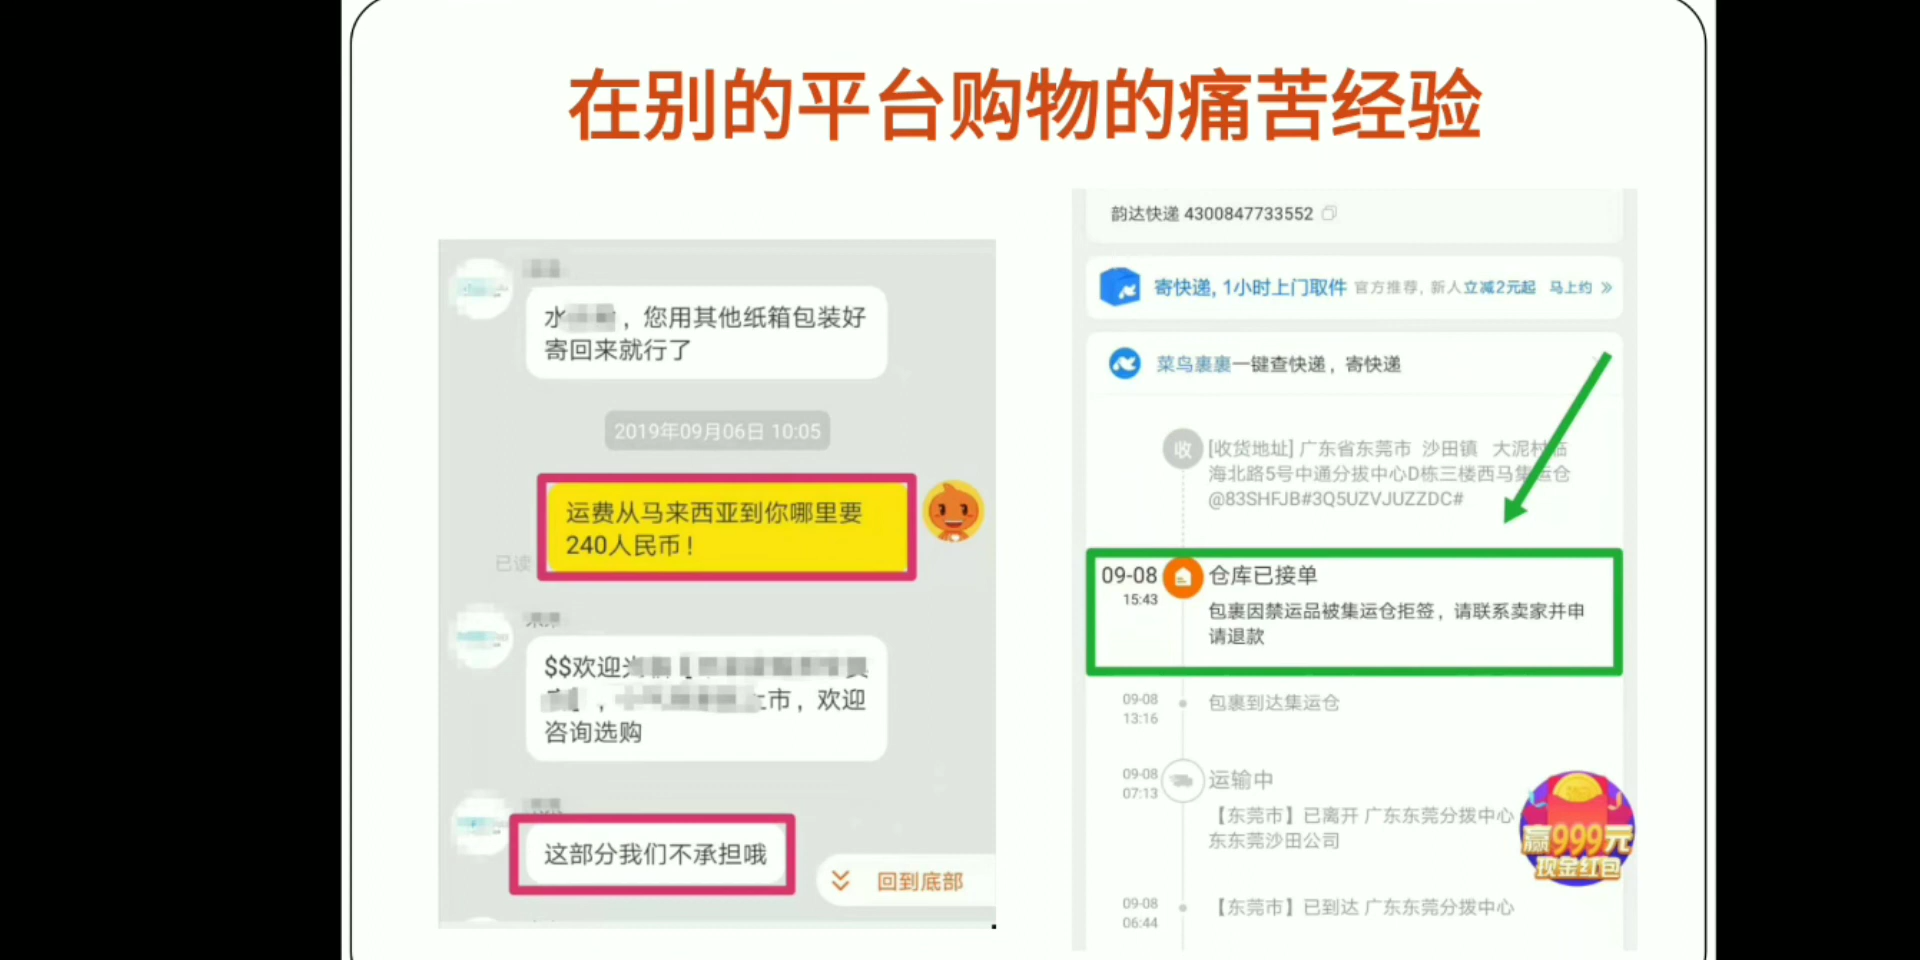 在别的平台购物的痛苦经验
水
，您用其他纸箱包装好
寄回来就行了
2019年09月06日 10:05
运费从马来西亚到你哪里要
240人民币！
已读
$$欢迎
上市，欢迎
咨询选购
这部分我们不承担哦
回到底部
韵达快递 4300847733552
寄快递, 1小时上门取件 官方推荐, 新人立减2元起 马上约
菜鸟裹裹一键查快递，寄快递
收 [收货地址] 广东省东莞市 沙田镇 大泥村临
海北路5号中通分拔中心D栋三楼西马集运仓
@83SHFJB#3Q5UZVJUZZDC#
09-08 仓库已接单
15:43 包裹因禁运品被集运仓拒签，请联系卖家并申
请退款
09-08 包裹到达集运仓
13:16
09-08 运输中
07:13
【东莞市】已离开 广东东莞分拨中心
东东莞沙田公司
赢999元
现金红包
09-08 【东莞市】已到达 广东东莞分拨中心
06:44